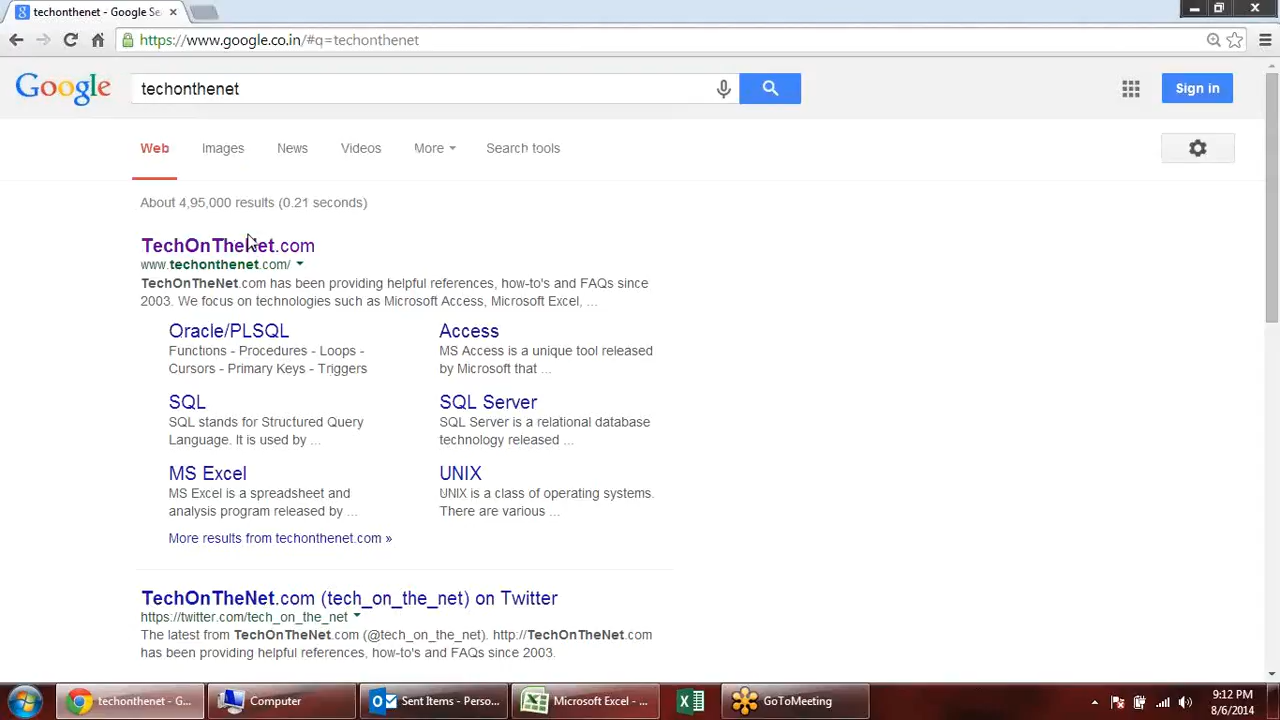 techonthenet - Google Se
https://www.google.co.in/#q=techonthenet
Google
techonthenet
Sign in
Web
Images
News
Videos
More
Search tools
About 4,95,000 results (0.21 seconds)
TechOnTheNet.com
www.techonthenet.com/
TechOnTheNet.com has been providing helpful references, how-to's and FAQs since
2003. We focus on technologies such as Microsoft Access, Microsoft Excel, ...
Oracle/PLSQL
Functions - Procedures - Loops -
Cursors - Primary Keys - Triggers
Access
MS Access is a unique tool released
by Microsoft that ...
SQL
SQL stands for Structured Query
Language. It is used by ...
SQL Server
SQL Server is a relational database
technology released ...
MS Excel
MS Excel is a spreadsheet and
analysis program released by ...
UNIX
UNIX is a class of operating systems.
There are various ...
More results from techonthenet.com »
TechOnTheNet.com (tech_on_the_net) on Twitter
https://twitter.com/tech_on_the_net
The latest from TechOnTheNet.com (@tech_on_the_net). http://TechOnTheNet.com
has been providing helpful references, how-to's and FAQs since 2003.
techonthenet - G...
Computer
Sent Items - Perso...
Microsoft Excel - ...
GoToMeeting
9:12 PM
8/6/2014